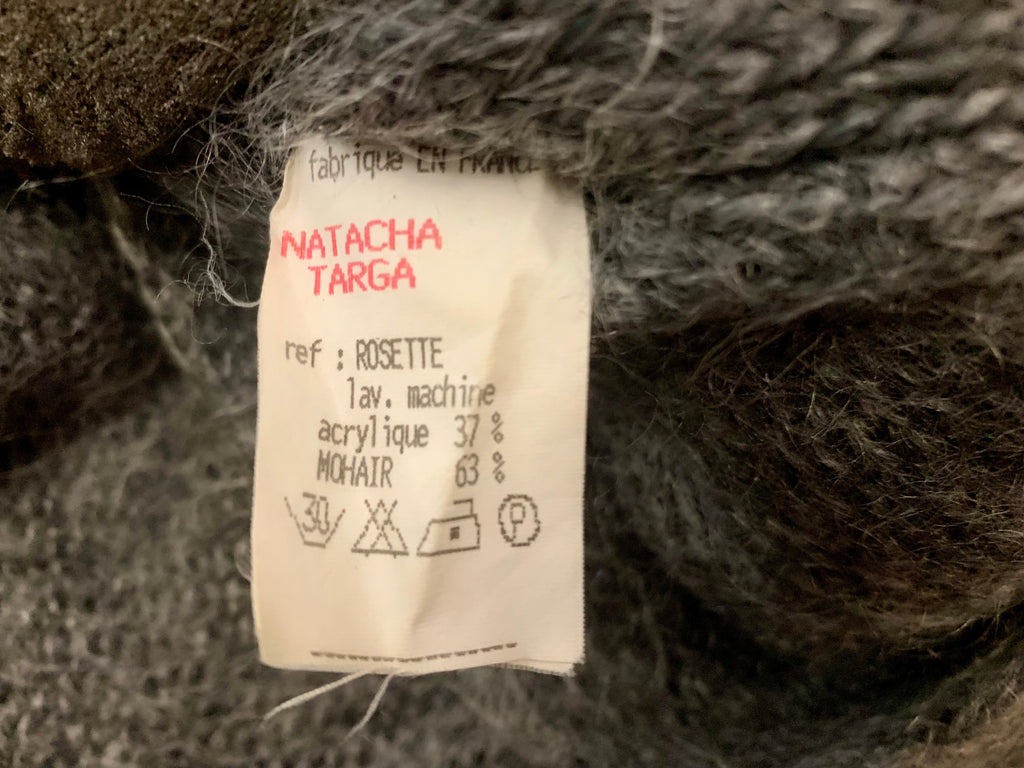 fabrique EN FRANCE
NATACHA
TARGA
ref : ROSETTE
lav. machine
acrylique 37 %
MOHAIR 63 %
30 P